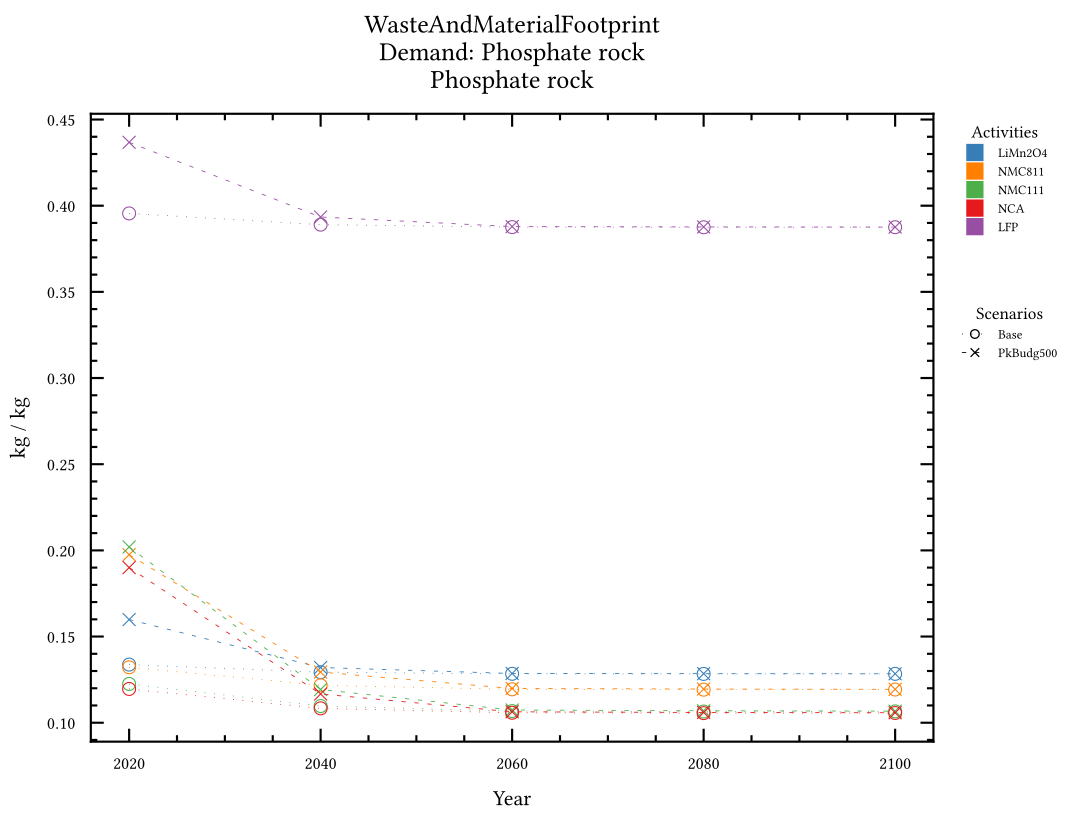 WasteAndMaterialFootprint
Demand: Phosphate rock
Phosphate rock
0.45
0.40
0.35
0.30
0.25
0.20
0.15
0.10
kg / kg
2020
2040
2060
2080
2100
Year
Activities
LiMn2O4
NMC811
NMC111
NCA
LFP
Scenarios
Base
PkBudg500